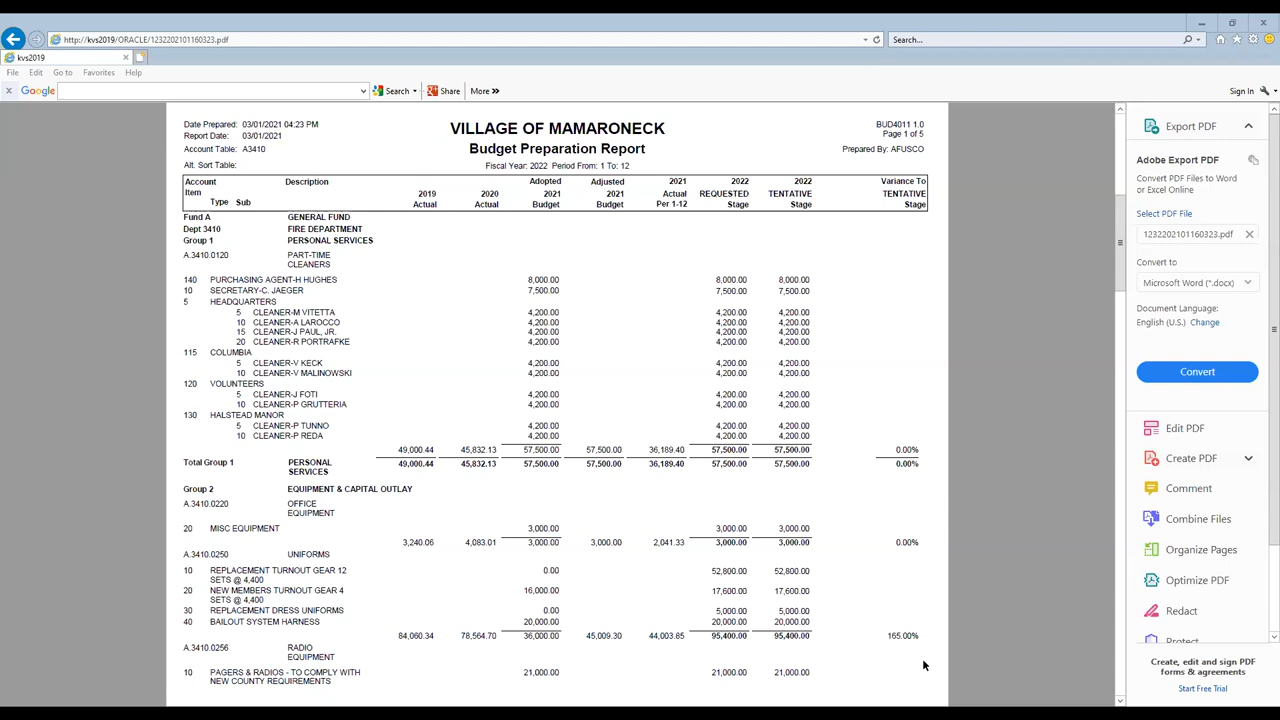 http://kvs2019/ORACLE/1232202101160323.pdf
Search...
kvs2019
File Edit Go to Favorites Help
Google Search Share More Sign In
Date Prepared: 03/01/2021 04:23 PM
Report Date: 03/01/2021
Account Table: A3410
Alt. Sort Table:
VILLAGE OF MAMARONECK
Budget Preparation Report
Fiscal Year: 2022 Period From: 1 To: 12
BUD4011 1.0
Page 1 of 5
Prepared By: AFUSCO
Account Description Adopted Adjusted 2021 2022 2022 Variance To
Item 2019 2020 2021 2021 Actual REQUESTED TENTATIVE TENTATIVE
Type Sub Actual Actual Budget Budget Per 1-12 Stage Stage Stage
Fund A GENERAL FUND
Dept 3410 FIRE DEPARTMENT
Group 1 PERSONAL SERVICES
A.3410.0120 PART-TIME
CLEANERS
140 PURCHASING AGENT-H HUGHES 8,000.00 8,000.00 8,000.00
10 SECRETARY-C. JAEGER 7,500.00 7,500.00 7,500.00
5 HEADQUARTERS
5 CLEANER-M VITETTA 4,200.00 4,200.00 4,200.00
10 CLEANER-A LAROCCO 4,200.00 4,200.00 4,200.00
15 CLEANER-J PAUL, JR. 4,200.00 4,200.00 4,200.00
20 CLEANER-R PORTRAFKE 4,200.00 4,200.00 4,200.00
115 COLUMBIA
5 CLEANER-V KECK 4,200.00 4,200.00 4,200.00
10 CLEANER-V MALINOWSKI 4,200.00 4,200.00 4,200.00
120 VOLUNTEERS
5 CLEANER-J FOTI 4,200.00 4,200.00 4,200.00
10 CLEANER-P GRUTTERIA 4,200.00 4,200.00 4,200.00
130 HALSTEAD MANOR
5 CLEANER-P TUNNO 4,200.00 4,200.00 4,200.00
10 CLEANER-P REDA 4,200.00 4,200.00 4,200.00
49,000.44 45,832.13 57,500.00 57,500.00 36,189.40 57,500.00 57,500.00 0.00%
Total Group 1 PERSONAL 49,000.44 45,832.13 57,500.00 57,500.00 36,189.40 57,500.00 57,500.00 0.00%
SERVICES
Group 2 EQUIPMENT & CAPITAL OUTLAY
A.3410.0220 OFFICE
EQUIPMENT
20 MISC EQUIPMENT 3,000.00 3,000.00 3,000.00
3,240.06 4,083.01 3,000.00 3,000.00 2,041.33 3,000.00 3,000.00 0.00%
A.3410.0250 UNIFORMS
10 REPLACEMENT TURNOUT GEAR 12 0.00 52,800.00 52,800.00
SETS @ 4,400
20 NEW MEMBERS TURNOUT GEAR 4 16,000.00 17,600.00 17,600.00
SETS @ 4,400
30 REPLACEMENT DRESS UNIFORMS 0.00 5,000.00 5,000.00
40 BAILOUT SYSTEM HARNESS 20,000.00 20,000.00 20,000.00
84,060.34 78,564.70 36,000.00 45,009.30 44,003.85 95,400.00 95,400.00 165.00%
A.3410.0256 RADIO
EQUIPMENT
10 PAGERS & RADIOS - TO COMPLY WITH 21,000.00 21,000.00 21,000.00
NEW COUNTY REQUIREMENTS
Export PDF
Adobe Export PDF
Convert PDF Files to Word
or Excel Online
Select PDF File
1232202101160323.pdf
Convert to
Microsoft Word (*.docx)
Document Language:
English (U.S.) Change
Convert
Edit PDF
Create PDF
Comment
Combine Files
Organize Pages
Optimize PDF
Redact
Protect
Create, edit and sign PDF
forms & agreements
Start Free Trial